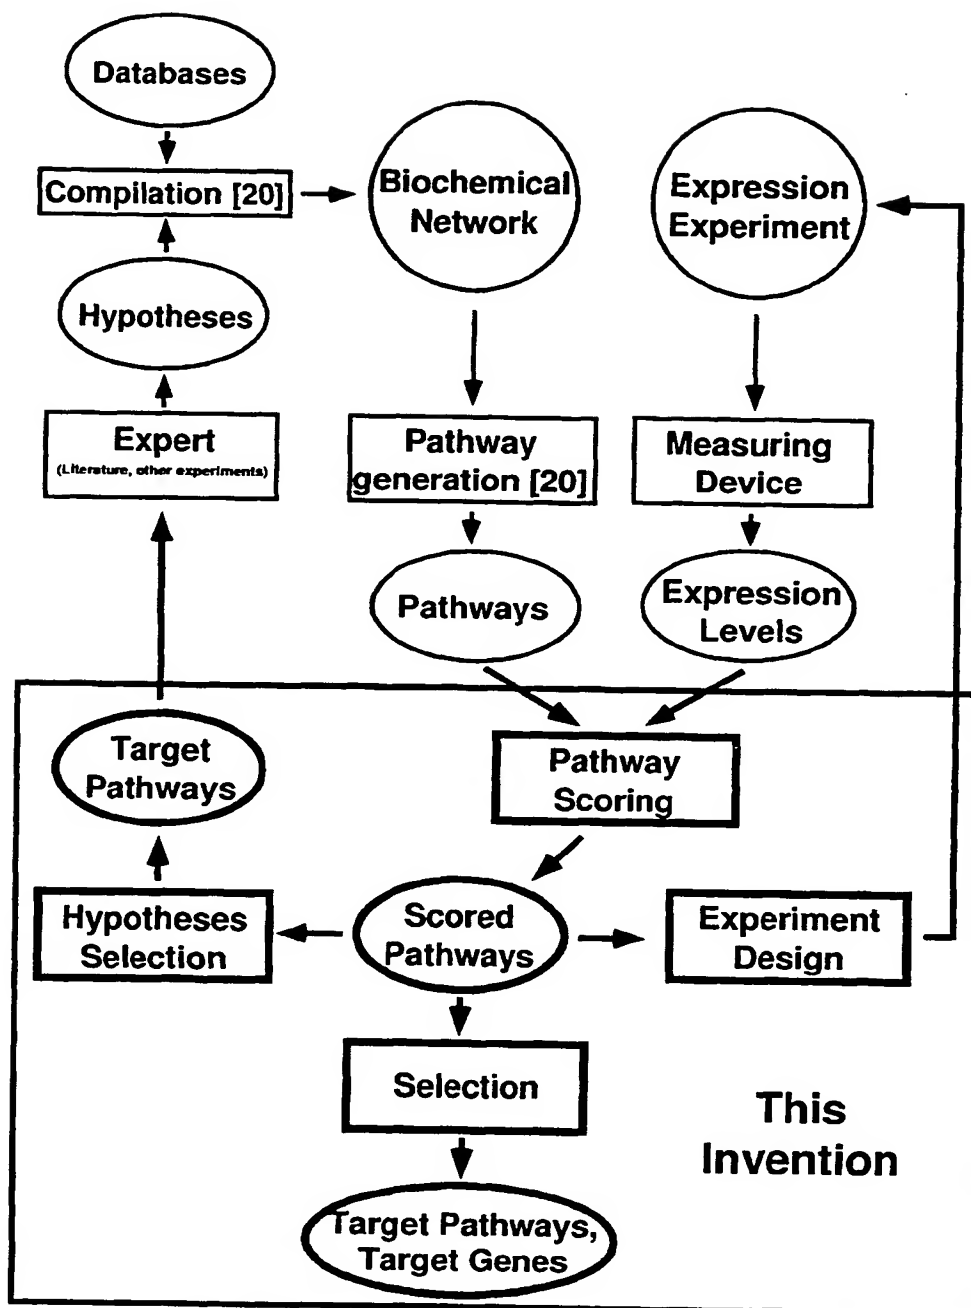 Databases
Compilation [20]
Biochemical
Network
Expression
Experiment
Hypotheses
Expert
(Literature, other experiments)
Pathway
generation [20]
Measuring
Device
Pathways
Expression
Levels
Target
Pathways
Pathway
Scoring
Hypotheses
Selection
Scored
Pathways
Experiment
Design
Selection
This
Invention
Target Pathways,
Target Genes